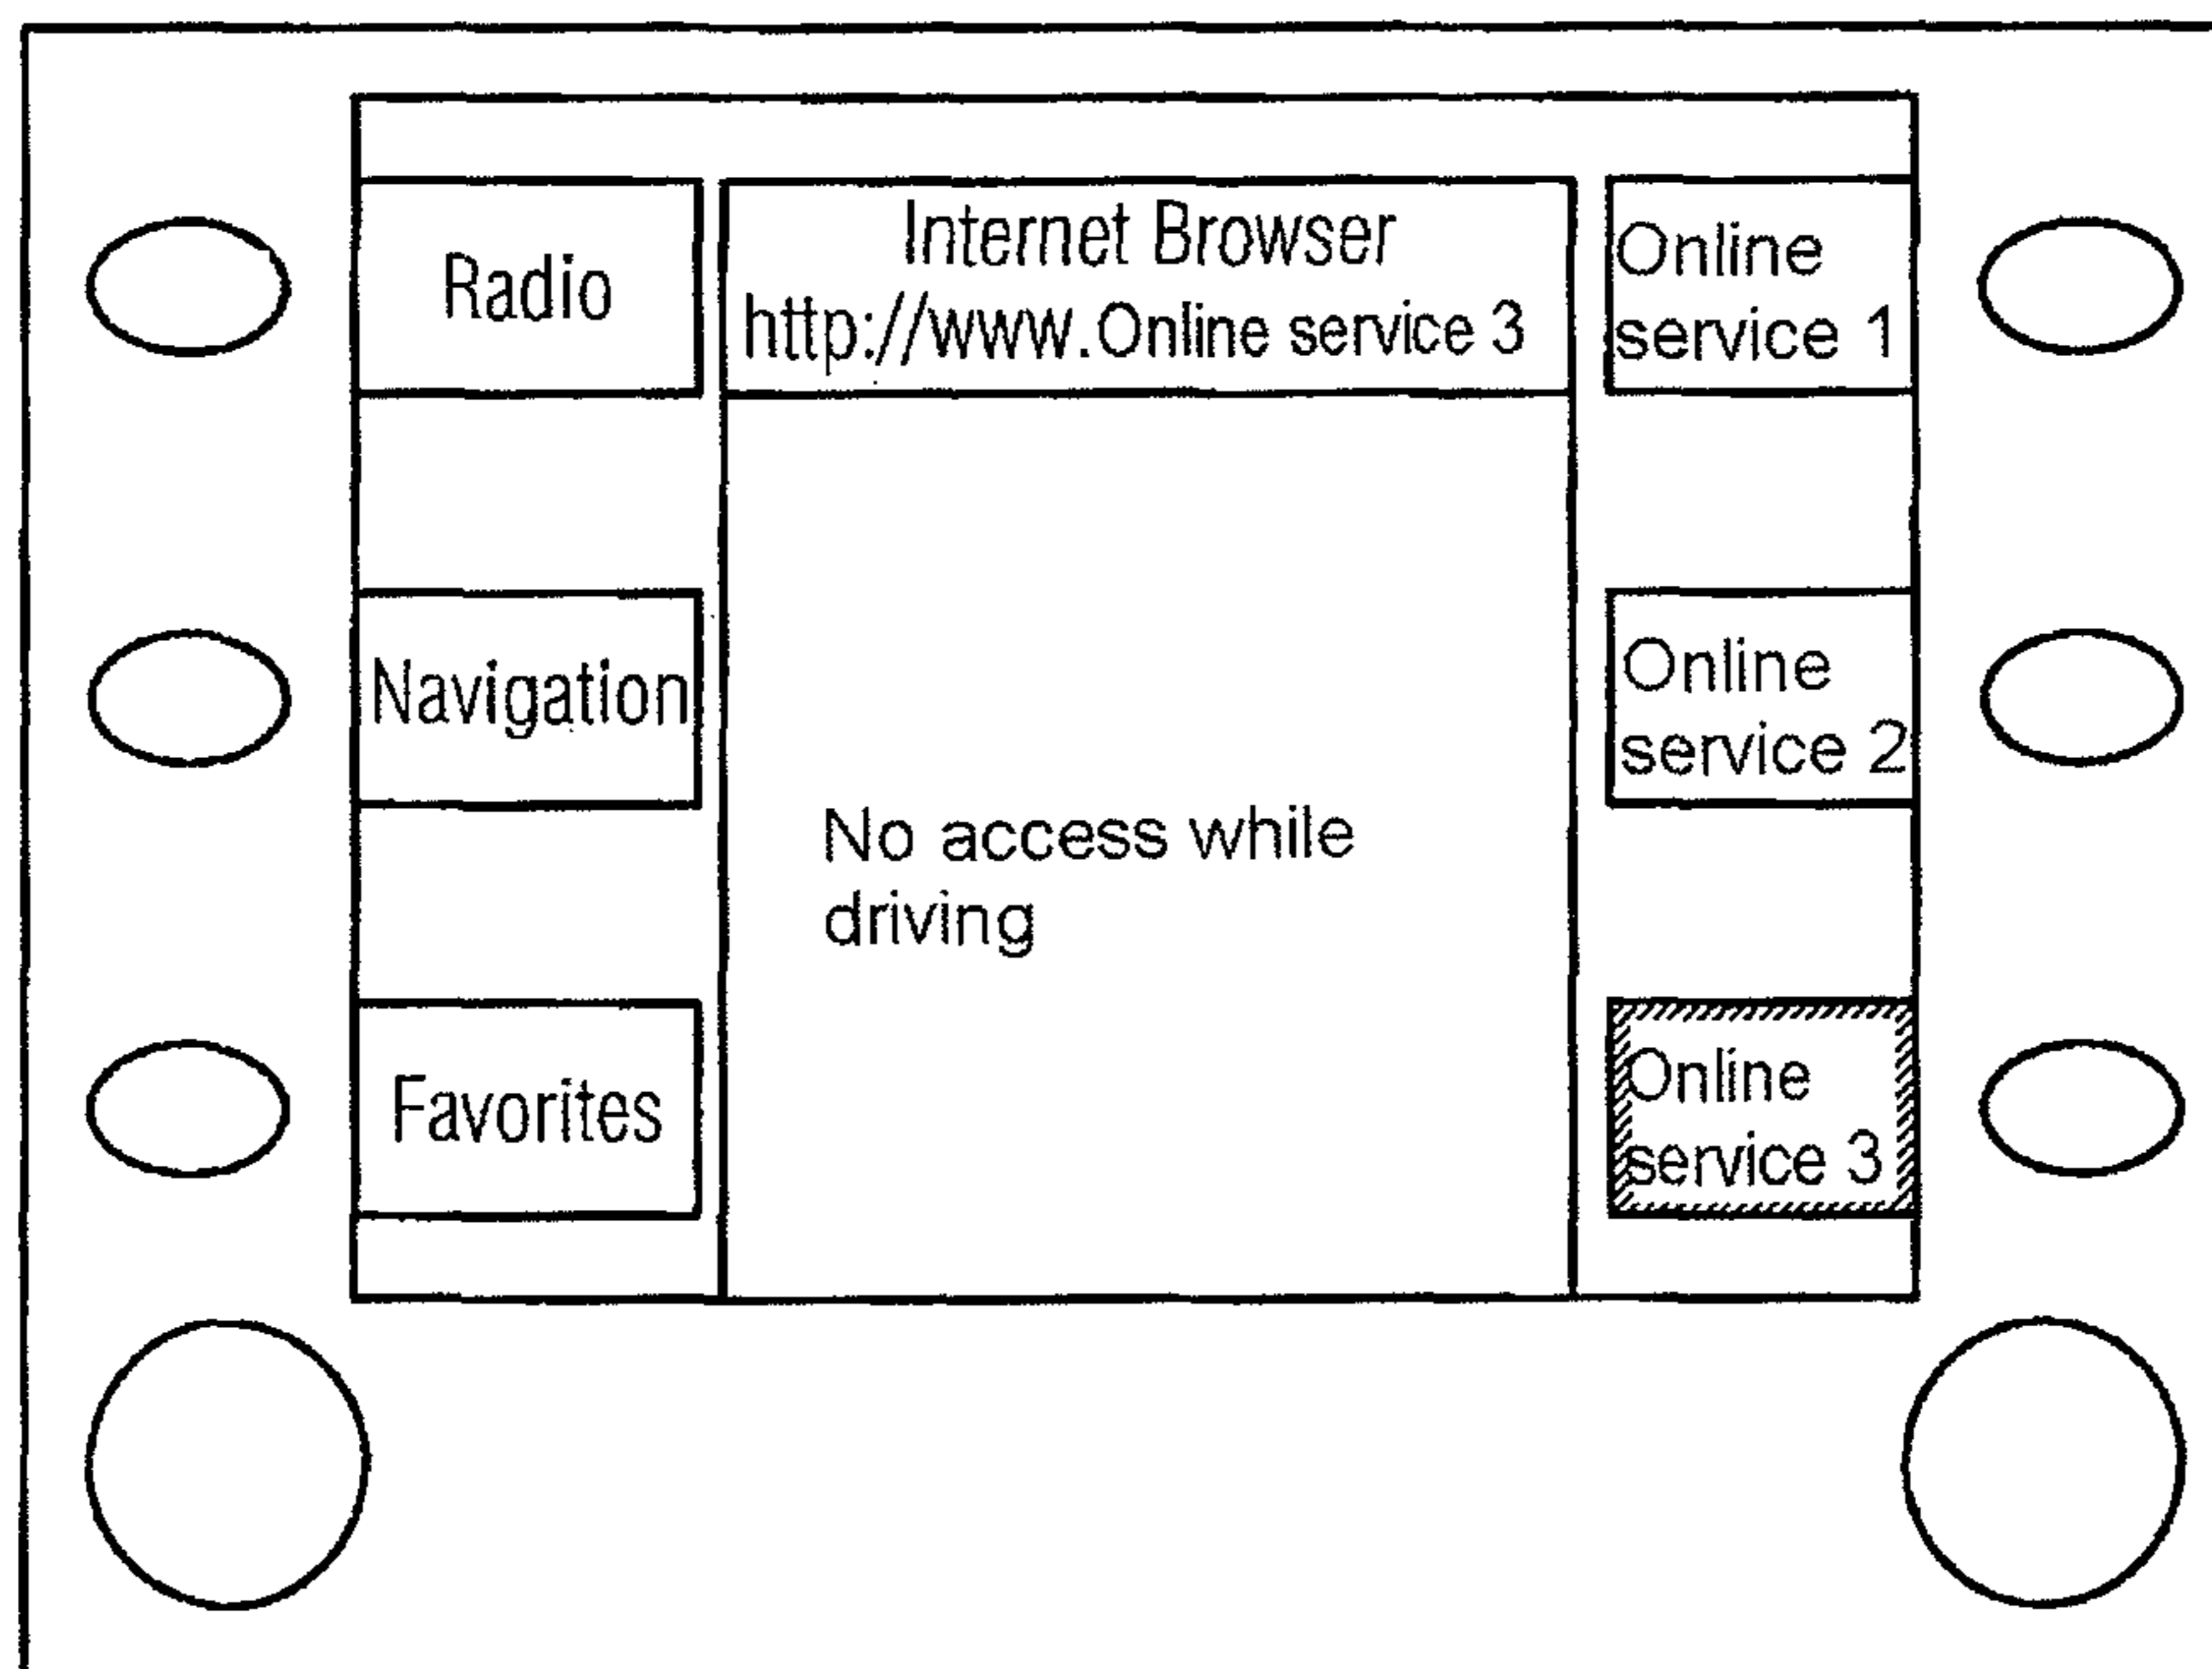 Radio
Internet Browser
http://www.Online service 3
Online
service 1
Navigation
Online
service 2
No access while
driving
Favorites
Online
service 3